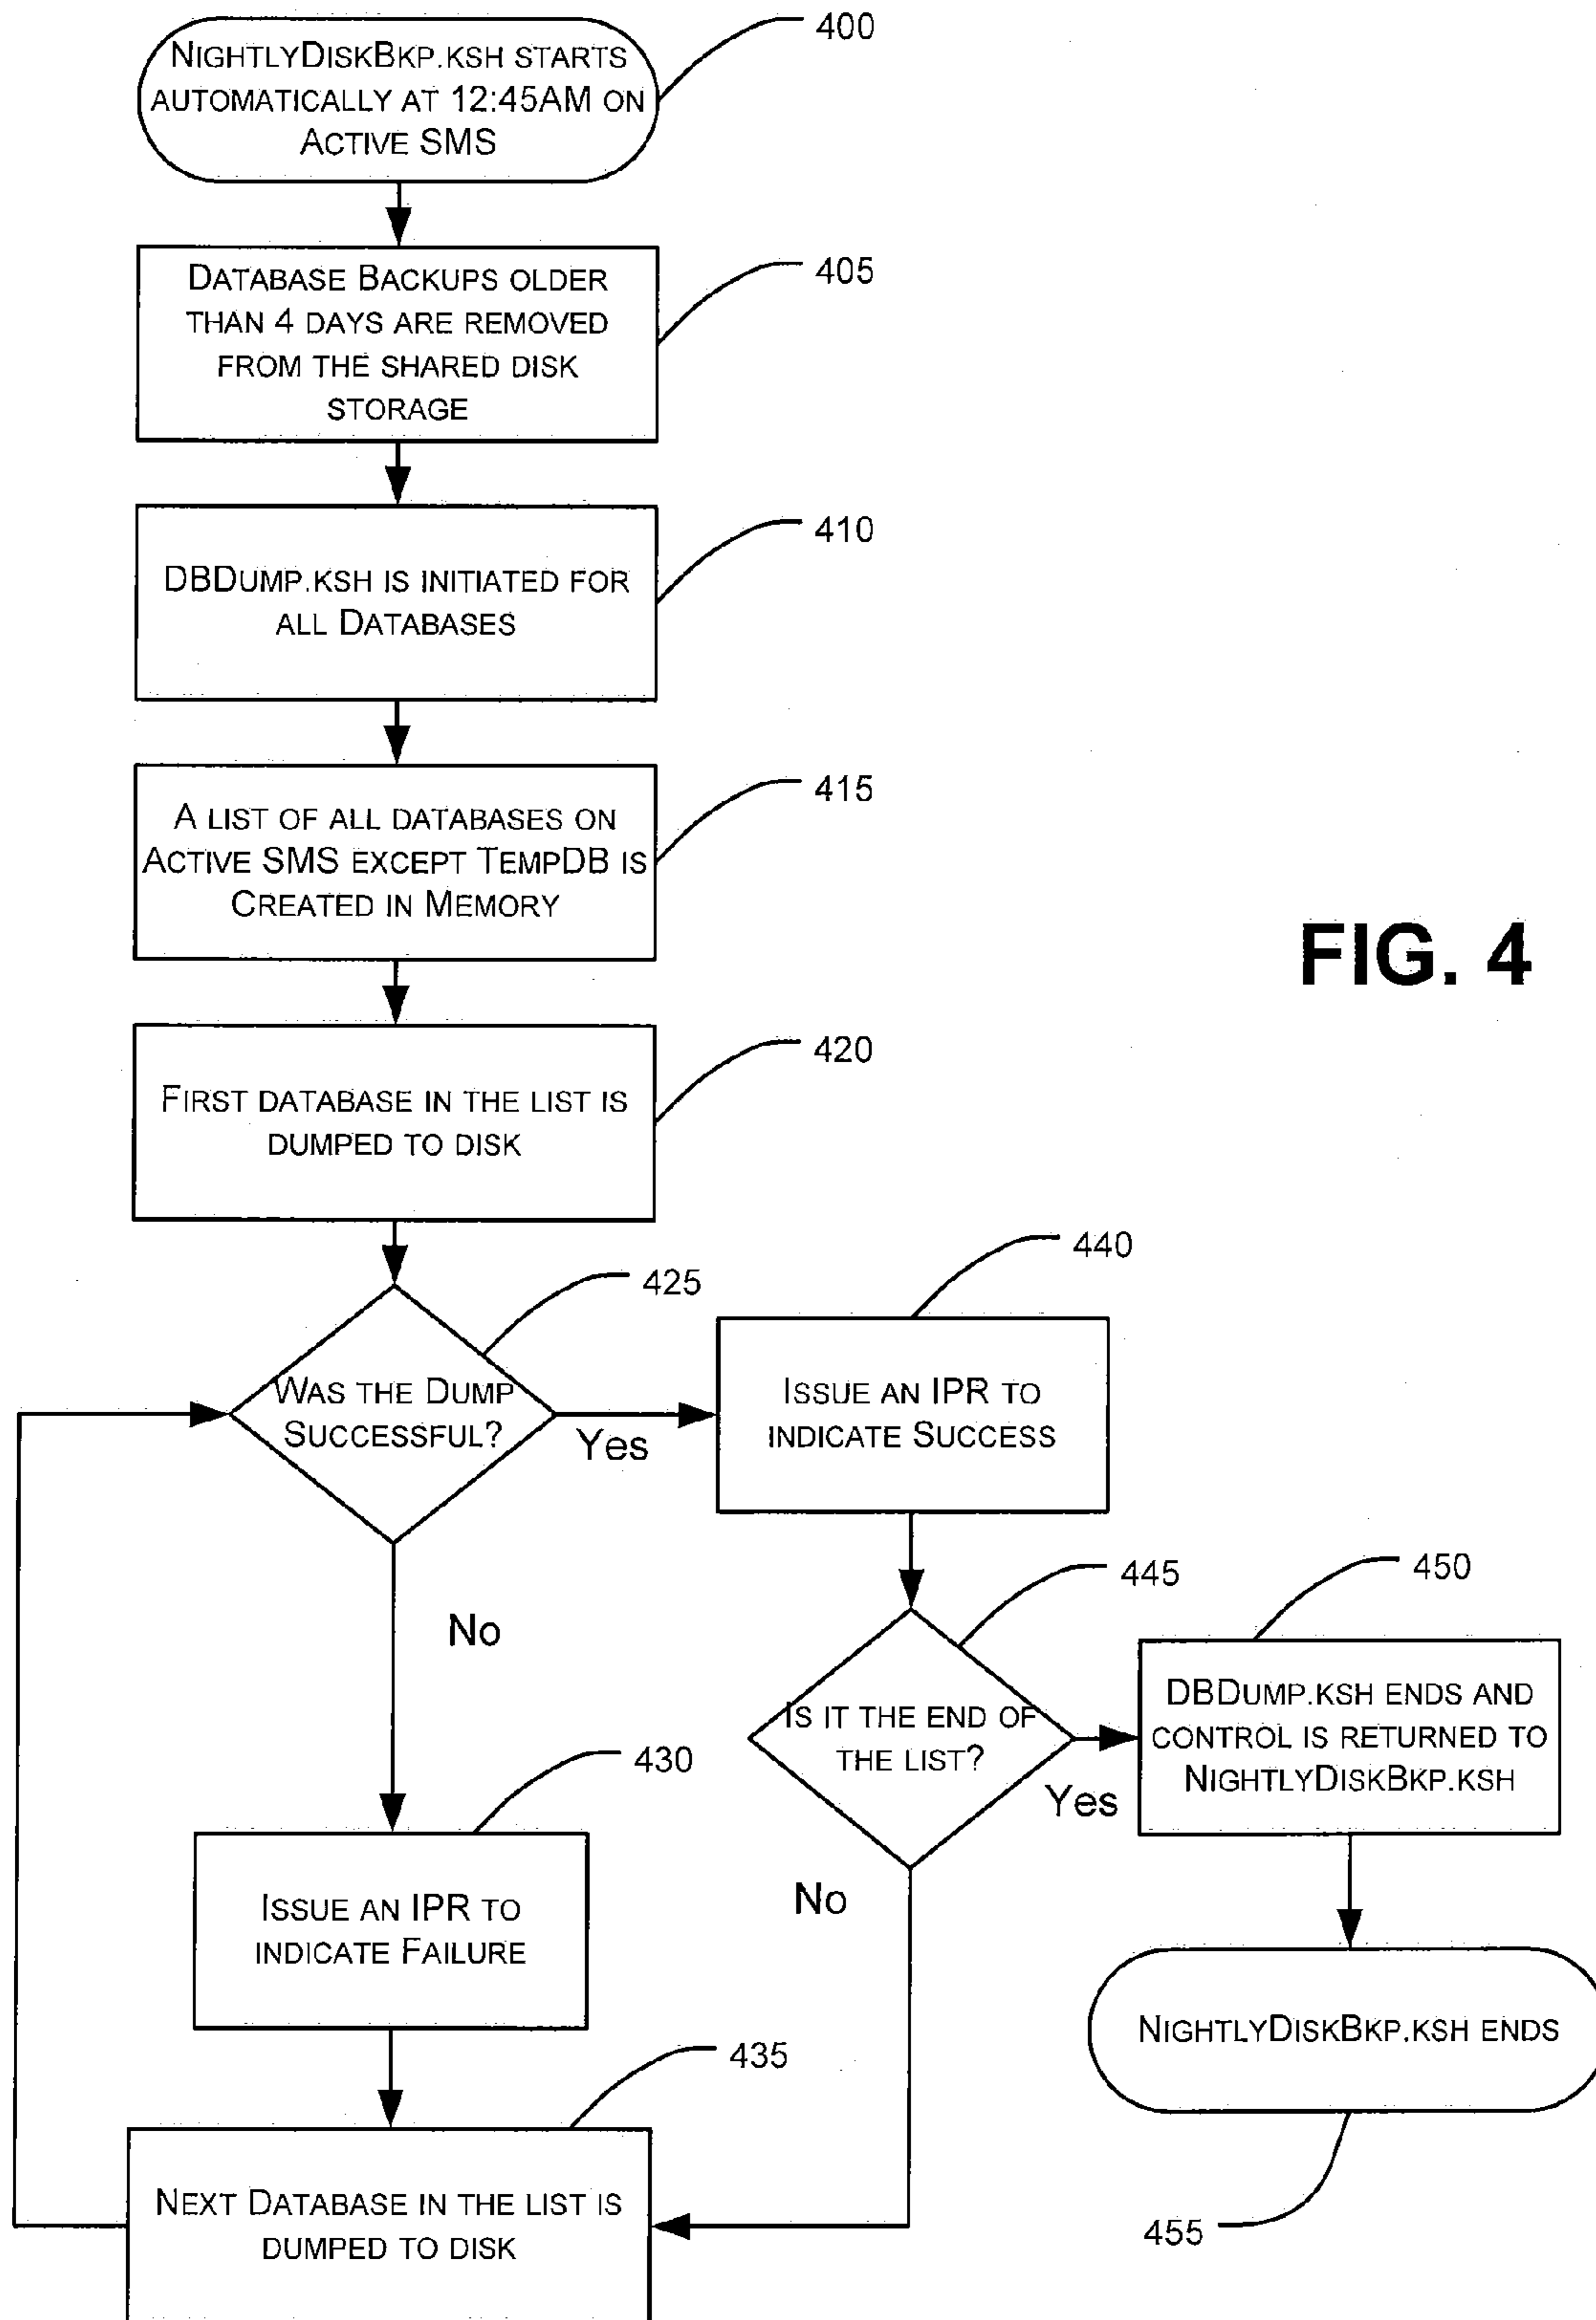 NIGHTLYDISKBKP.KSH STARTS
AUTOMATICALLY AT 12:45AM ON
ACTIVE SMS
400
DATABASE BACKUPS OLDER
THAN 4 DAYS ARE REMOVED
FROM THE SHARED DISK
STORAGE
405
DBDUMP.KSH IS INITIATED FOR
ALL DATABASES
410
A LIST OF ALL DATABASES ON
ACTIVE SMS EXCEPT TEMPDB IS
CREATED IN MEMORY
415
FIG. 4
FIRST DATABASE IN THE LIST IS
DUMPED TO DISK
420
WAS THE DUMP
SUCCESSFUL?
425
Yes
No
ISSUE AN IPR TO
INDICATE SUCCESS
440
IS IT THE END OF
THE LIST?
445
Yes
No
DBDUMP.KSH ENDS AND
CONTROL IS RETURNED TO
NIGHTLYDISKBKP.KSH
450
ISSUE AN IPR TO
INDICATE FAILURE
430
NIGHTLYDISKBKP.KSH ENDS
455
NEXT DATABASE IN THE LIST IS
DUMPED TO DISK
435